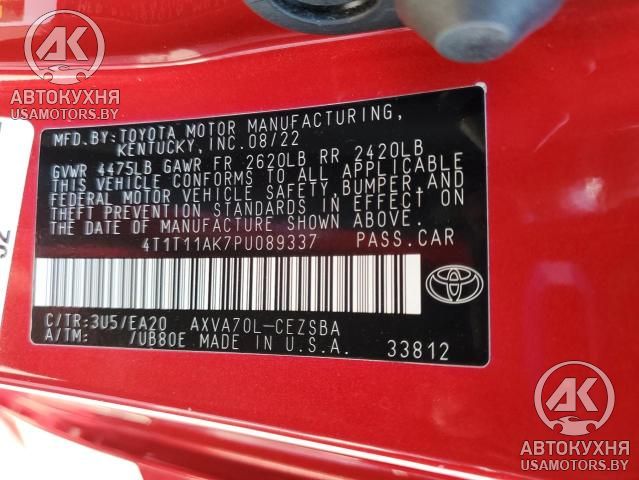 АК
АВТОКУХНЯ
USAMOTORS.BY
MFD.BY:TOYOTA MOTOR MANUFACTURING,
KENTUCKY, INC.08/22
GVWR 4475LB GAWR FR 2620LB RR 2420LB
THIS VEHICLE CONFORMS TO ALL APPLICABLE
FEDERAL MOTOR VEHICLE SAFETY,BUMPER,AND
THEFT PREVENTION STANDARDS IN EFFECT ON
THE DATE OF MANUFACTURE SHOWN ABOVE.
4T1T11AK7PU089337 PASS.CAR
C/TR:3U5/EA20 AXVA70L-CEZSBA
A/TM: /UB80E MADE IN U.S.A. 33812
АК
АВТОКУХНЯ
USAMOTORS.BY